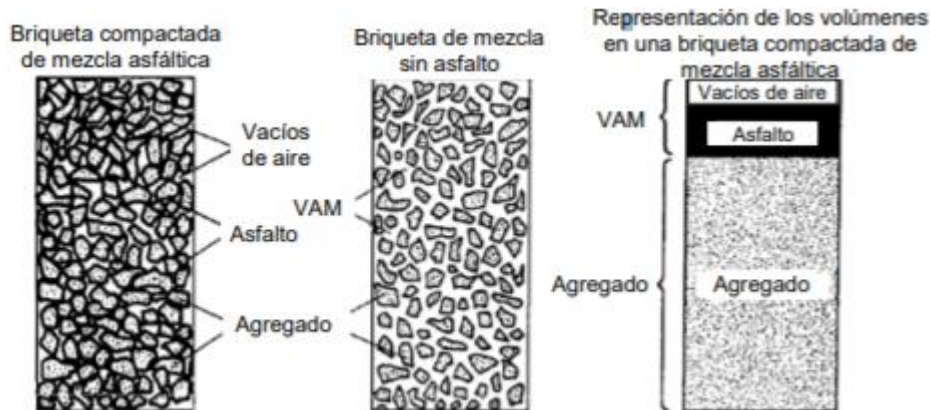 Briqueta compactada
de mezcla asfáltica
Vacíos
de aire
Asfalto
Agregado
Briqueta de mezcla
sin asfalto
VAM
Representación de los volúmenes
en una briqueta compactada de
mezcla asfáltica
VAM
Vacíos de aire
Asfalto
Agregado
Agregado